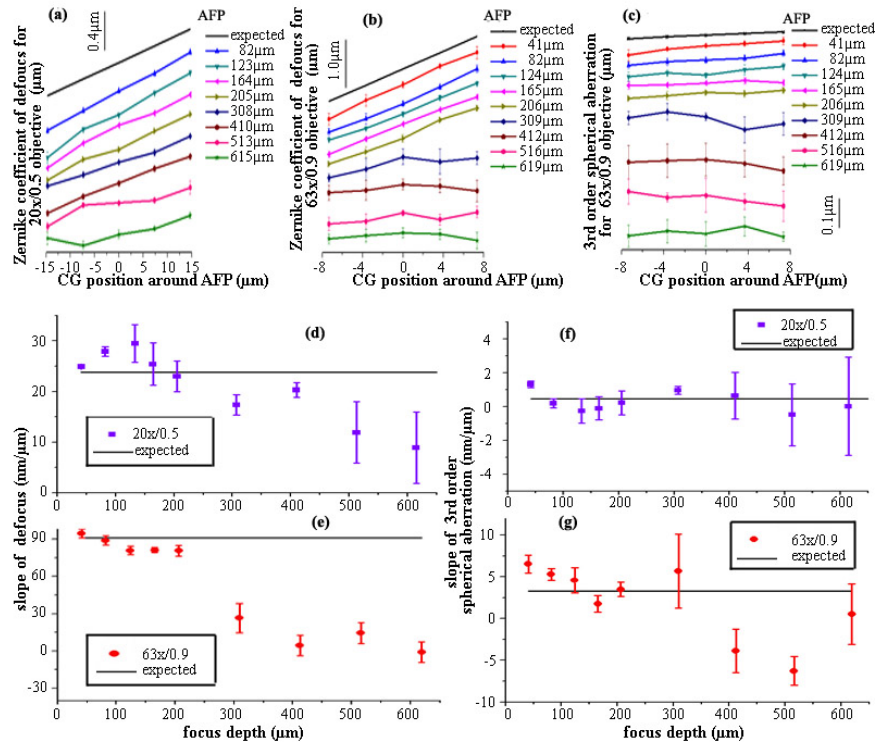 (a)
0.4μm
Zernike coefficient of defoucs for
20x/0.5 objective (μm)
AFP
expected
82μm
123μm
164μm
205μm
308μm
410μm
513μm
615μm
-15 -10 -5 0 5 10 15
CG position around AFP (μm)
(b)
1.0μm
Zernike coefficient of defoucs for
63x/0.9 objective (μm)
AFP
expected
41μm
82μm
124μm
165μm
206μm
309μm
412μm
516μm
619μm
-8 -4 0 4 8
CG position around AFP(μm)
(c)
3rd order spherical aberration
for 63x/0.9 objective (μm)
AFP
expected
41μm
82μm
124μm
165μm
206μm
309μm
412μm
516μm
619μm
0.1μm
-8 -4 0 4 8
CG position around AFP(μm)
(d)
30
20
10
0
20x/0.5
expected
slope of defocus (nm/μm)
(e)
90
60
30
0
-30
63x/0.9
expected
0 100 200 300 400 500 600
focus depth (μm)
(f)
4
2
0
-2
-4
20x/0.5
expected
slope of 3rd order
spherical aberration (nm/μm)
(g)
10
5
0
-5
-10
63x/0.9
expected
0 100 200 300 400 500 600
focus depth (μm)